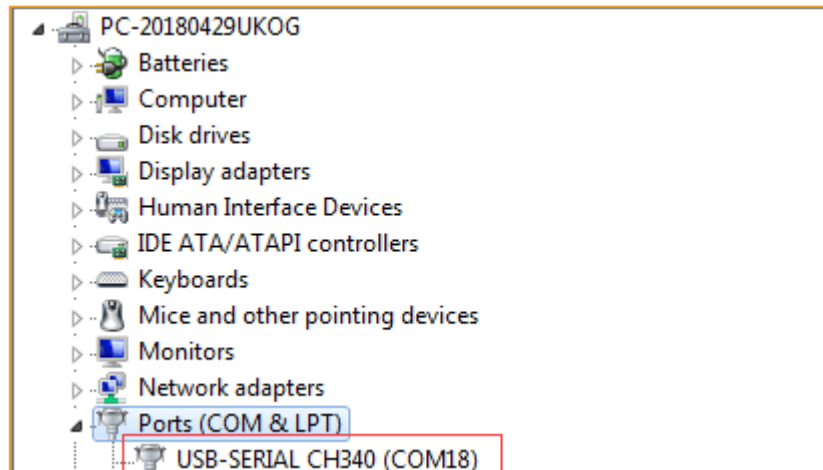 PC-20180429UKOG
Batteries
Computer
Disk drives
Display adapters
Human Interface Devices
IDE ATA/ATAPI controllers
Keyboards
Mice and other pointing devices
Monitors
Network adapters
Ports (COM & LPT)
USB-SERIAL CH340 (COM18)